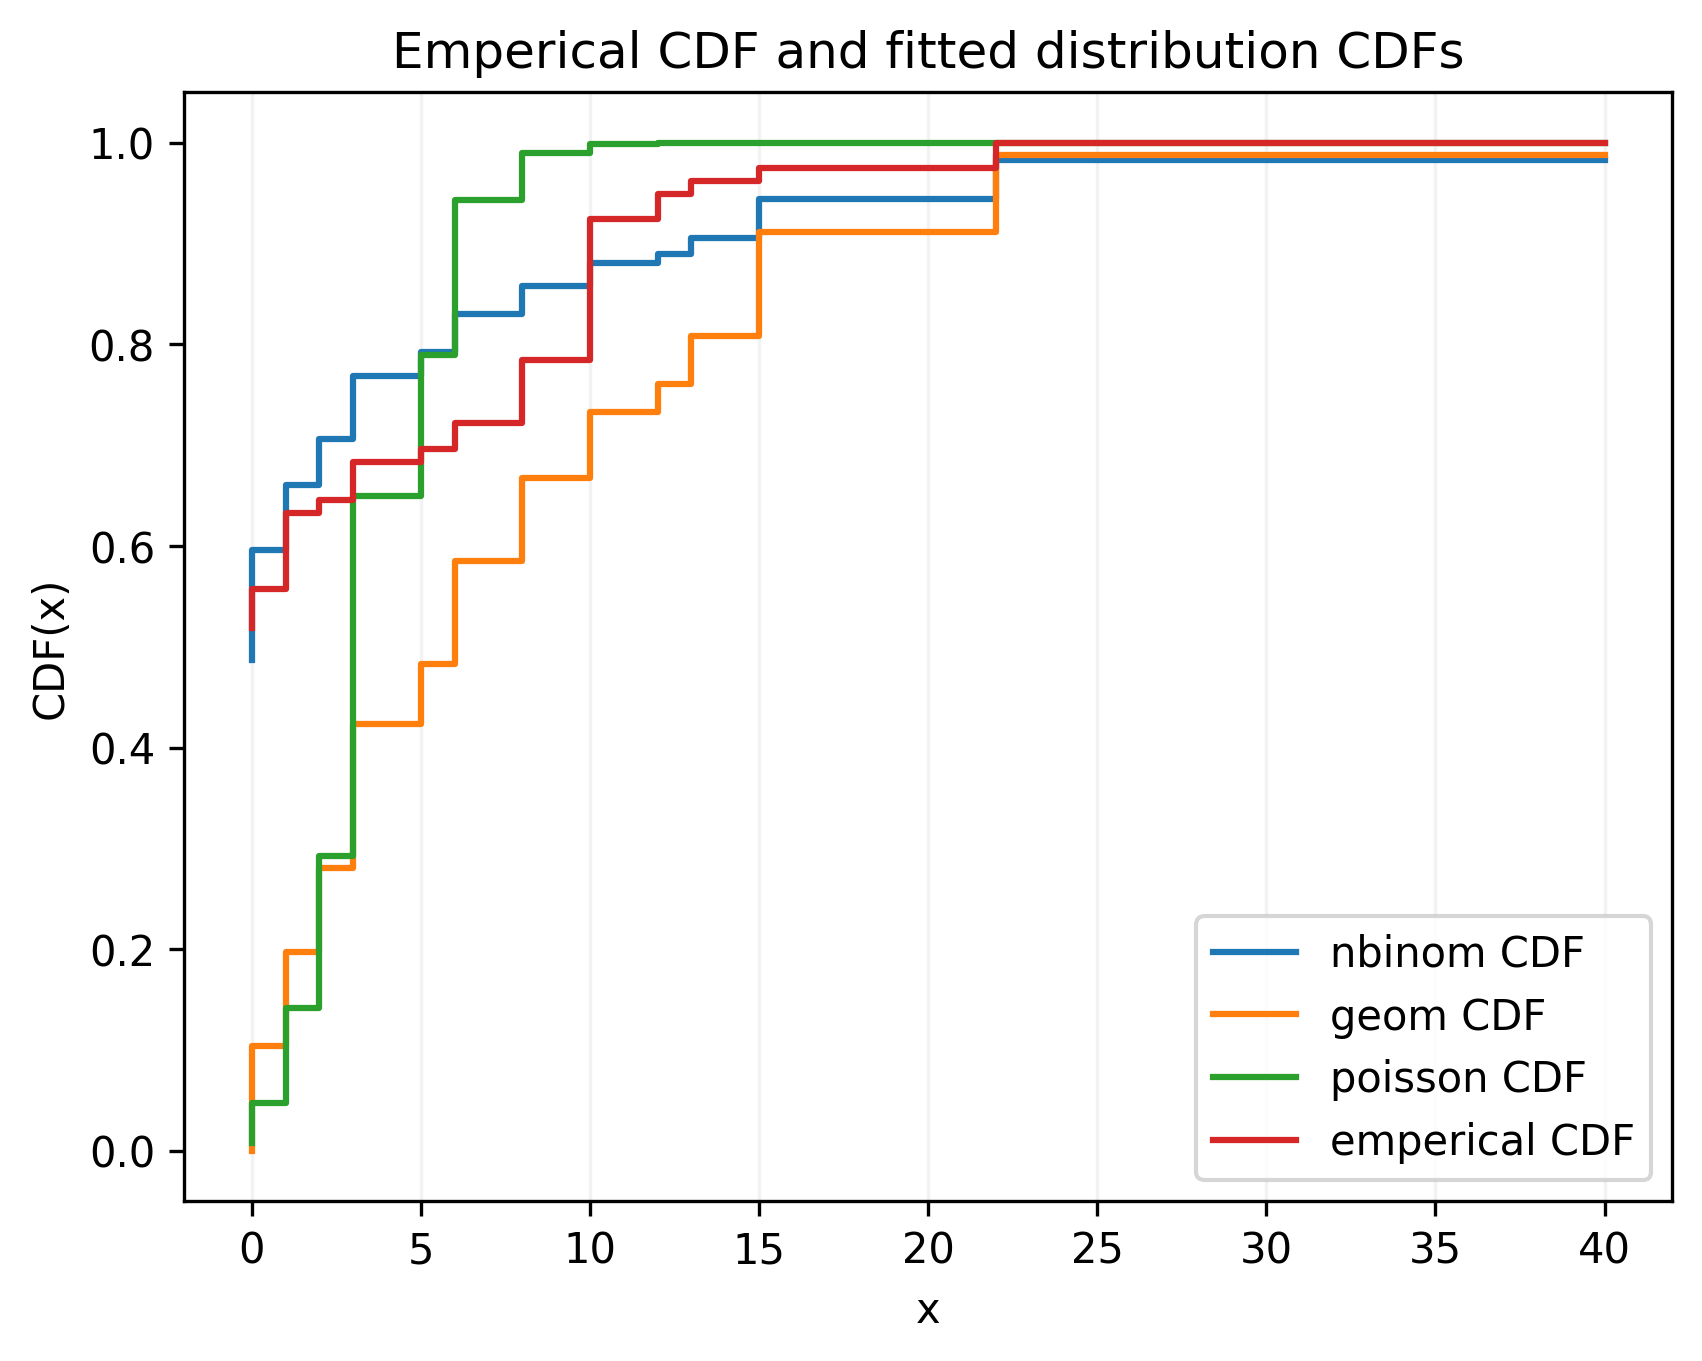 Emperical CDF and fitted distribution CDFs
1.0
0.8
0.6
0.4
0.2
0.0
CDF(x)
nbinom CDF
geom CDF
poisson CDF
emperical CDF
0 5 10 15 20 25 30 35 40
x